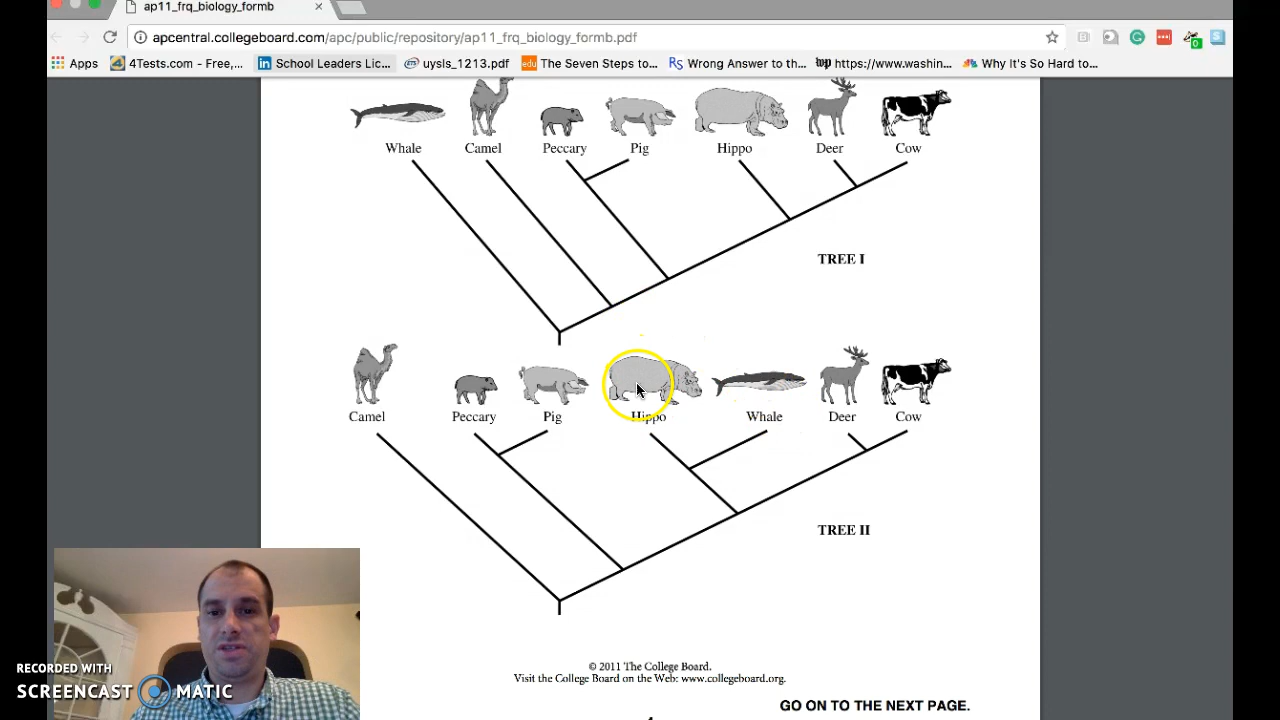 ap11_frq_biology_formb
apcentral.collegeboard.com/apc/public/repository/ap11_frq_biology_formb.pdf
Apps 4Tests.com - Free,... School Leaders Lic... uysls_1213.pdf The Seven Steps to... Wrong Answer to th... https://www.washin... Why It's So Hard to...
Whale Camel Peccary Pig Hippo Deer Cow
TREE I
Camel Peccary Pig Hippo Whale Deer Cow
TREE II
© 2011 The College Board.
Visit the College Board on the Web: www.collegeboard.org.
GO ON TO THE NEXT PAGE.
RECORDED WITH
SCREENCAST MATIC